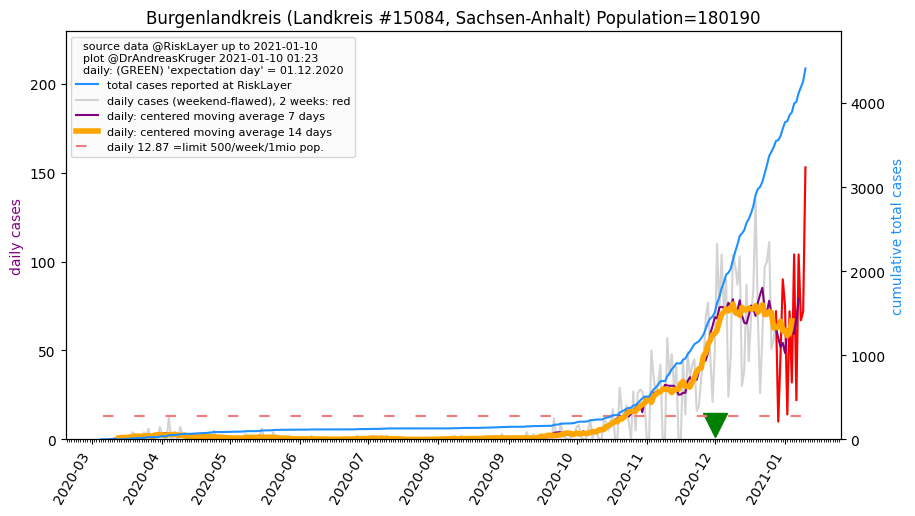 Burgenlandkreis (Landkreis #15084, Sachsen-Anhalt) Population=180190
source data @RiskLayer up to 2021-01-10
plot @DrAndreasKruger 2021-01-10 01:23
daily: (GREEN) 'expectation day' = 01.12.2020
total cases reported at RiskLayer
daily cases (weekend-flawed), 2 weeks: red
daily: centered moving average 7 days
daily: centered moving average 14 days
daily 12.87 =limit 500/week/1mio pop.
daily cases
200
150
100
50
0
cumulative total cases
4000
3000
2000
1000
0
2020-03
2020-04
2020-05
2020-06
2020-07
2020-08
2020-09
2020-10
2020-11
2020-12
2021-01